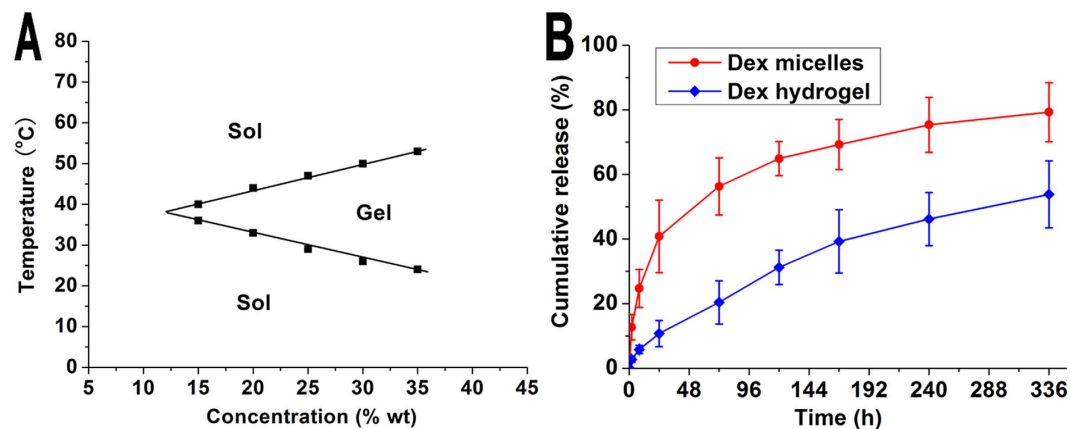 A
Temperature (°C)
80
70
60
50
40
30
20
10
0
Sol
Gel
Sol
5 10 15 20 25 30 35 40 45
Concentration (% wt)
B
Cumulative release (%)
100
80
60
40
20
0
Dex micelles
Dex hydrogel
0 48 96 144 192 240 288 336
Time (h)